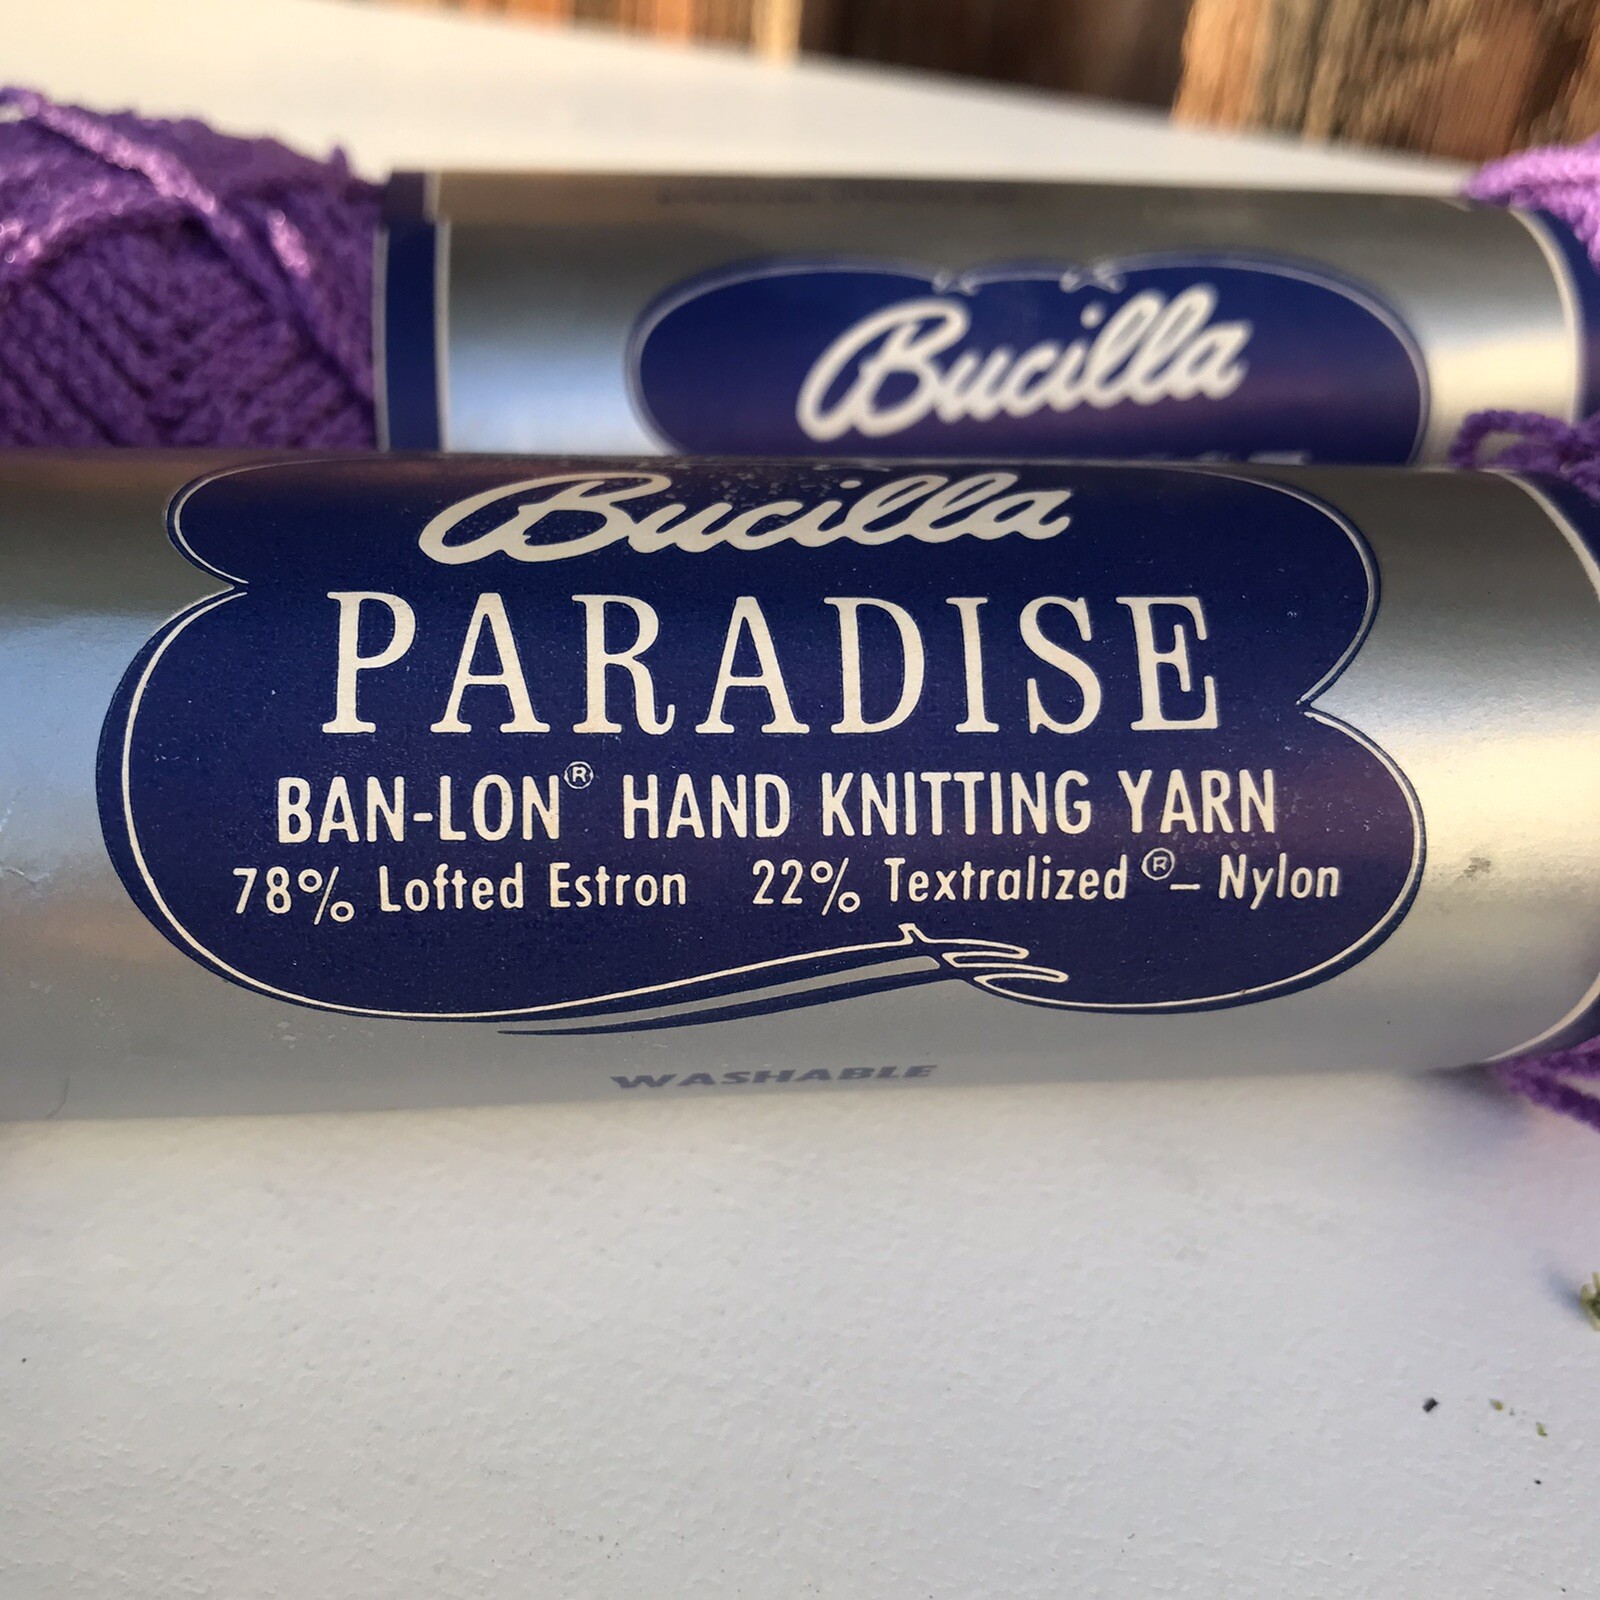 Bucilla
Bucilla
PARADISE
BAN-LON® HAND KNITTING YARN
78% Lofted Estron 22% Textralized®– Nylon
WASHABLE